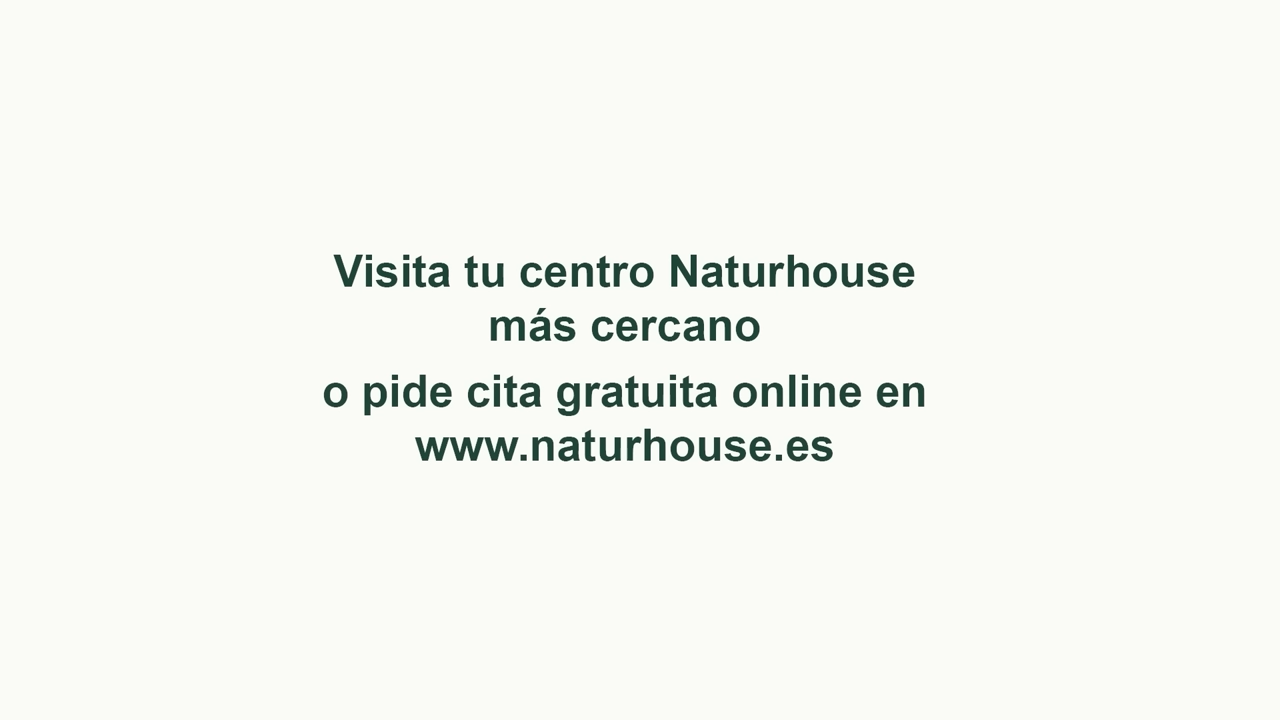 Visita tu centro Naturhouse
más cercano
o pide cita gratuita online en
www.naturhouse.es